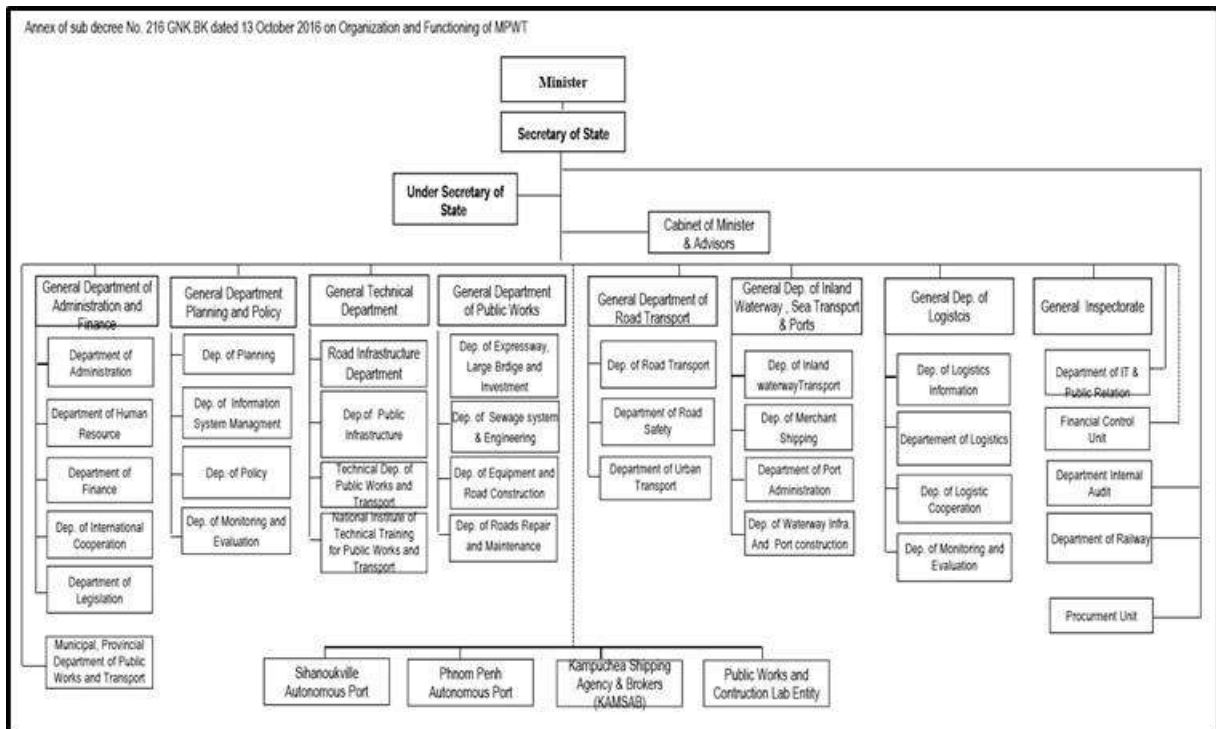 Annex of sub decree No. 216 GNK.BK dated 13 October 2016 on Organization and Functioning of MPWT
Minister
Secretary of State
Under Secretary of
State
Cabinet of Minister
& Advisors
General Department of
Administration and
Finance
Department of
Administration
Department of Human
Resource
Department of
Finance
Dep. of International
Cooperation
Department of
Legislation
Municipal, Provincial
Department of Public
Works and Transport
General Department
Planning and Policy
Dep. of Planning
Dep. of Information
System Managment
Dep. of Policy
Dep. of Monitoring and
Evaluation
General Technical
Department
Road Infrastructure
Department
Dep.of Public
Infrastructure
Technical Dep. of
Public Works and
Transport
National Institute of
Technical Training
for Public Works and
Transport
General Department
of Public Works
Dep. of Expressway,
Large Brdige and
Investment
Dep. of Sewage system
& Engineering
Dep. of Equipment and
Road Construction
Dep. of Roads Repair
and Maintenance
General Department of
Road Transport
Dep. of Road Transport
Department of Road
Safety
Department of Urban
Transport
General Dep. of Inland
Waterway , Sea Transport
& Ports
Dep. of Inland
waterwayTransport
Dep. of Merchant
Shipping
Department of Port
Administration
Dep. of Waterway Infra.
And Port construction
General Dep. of
Logistcis
Dep. of Logistics
Information
Departement of Logistics
Dep. of Logistic
Cooperation
Dep. of Monitoring and
Evaluation
General Inspectorate
Department of IT &
Public Relation
Financial Control
Unit
Department Internal
Audit
Department of Railway
Procurment Unit
Sihanoukville
Autonomous Port
Phnom Penh
Autonomous Port
Kampuchea Shipping
Agency & Brokers
(KAMSAB)
Public Works and
Contruction Lab Entity